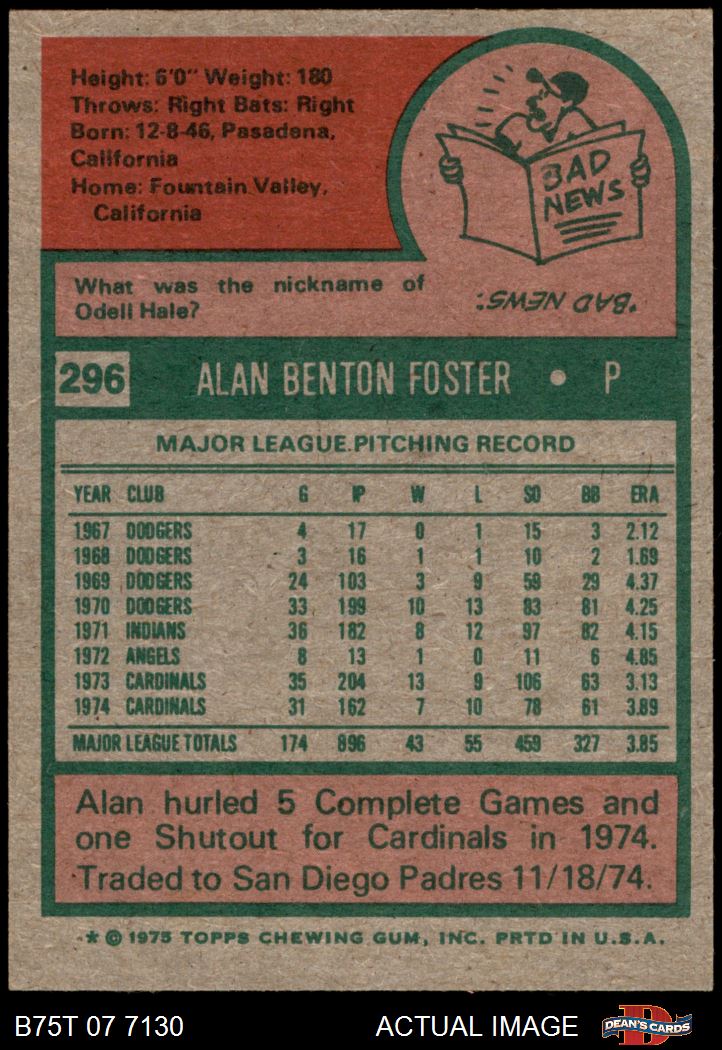 Height: 6'0" Weight: 180
Throws: Right Bats: Right
Born: 12-8-46, Pasadena,
California
Home: Fountain Valley,
California
BAD
NEWS
What was the nickname of
Odell Hale?
"BAD NEWS."
296 ALAN BENTON FOSTER • P
MAJOR LEAGUE PITCHING RECORD
YEAR CLUB G IP W L SO BB ERA
1967 DODGERS 4 17 0 1 15 3 2.12
1968 DODGERS 3 16 1 1 10 2 1.69
1969 DODGERS 24 103 3 9 59 29 4.37
1970 DODGERS 33 199 10 13 83 81 4.25
1971 INDIANS 36 182 8 12 97 82 4.15
1972 ANGELS 8 13 1 0 11 6 4.85
1973 CARDINALS 35 204 13 9 106 63 3.13
1974 CARDINALS 31 162 7 10 78 61 3.89
MAJOR LEAGUE TOTALS 174 896 43 55 459 327 3.85
Alan hurled 5 Complete Games and
one Shutout for Cardinals in 1974.
Traded to San Diego Padres 11/18/74.
* © 1975 TOPPS CHEWING GUM, INC. PRTD IN U.S.A.
B75T 07 7130 ACTUAL IMAGE DEAN'S CARDS